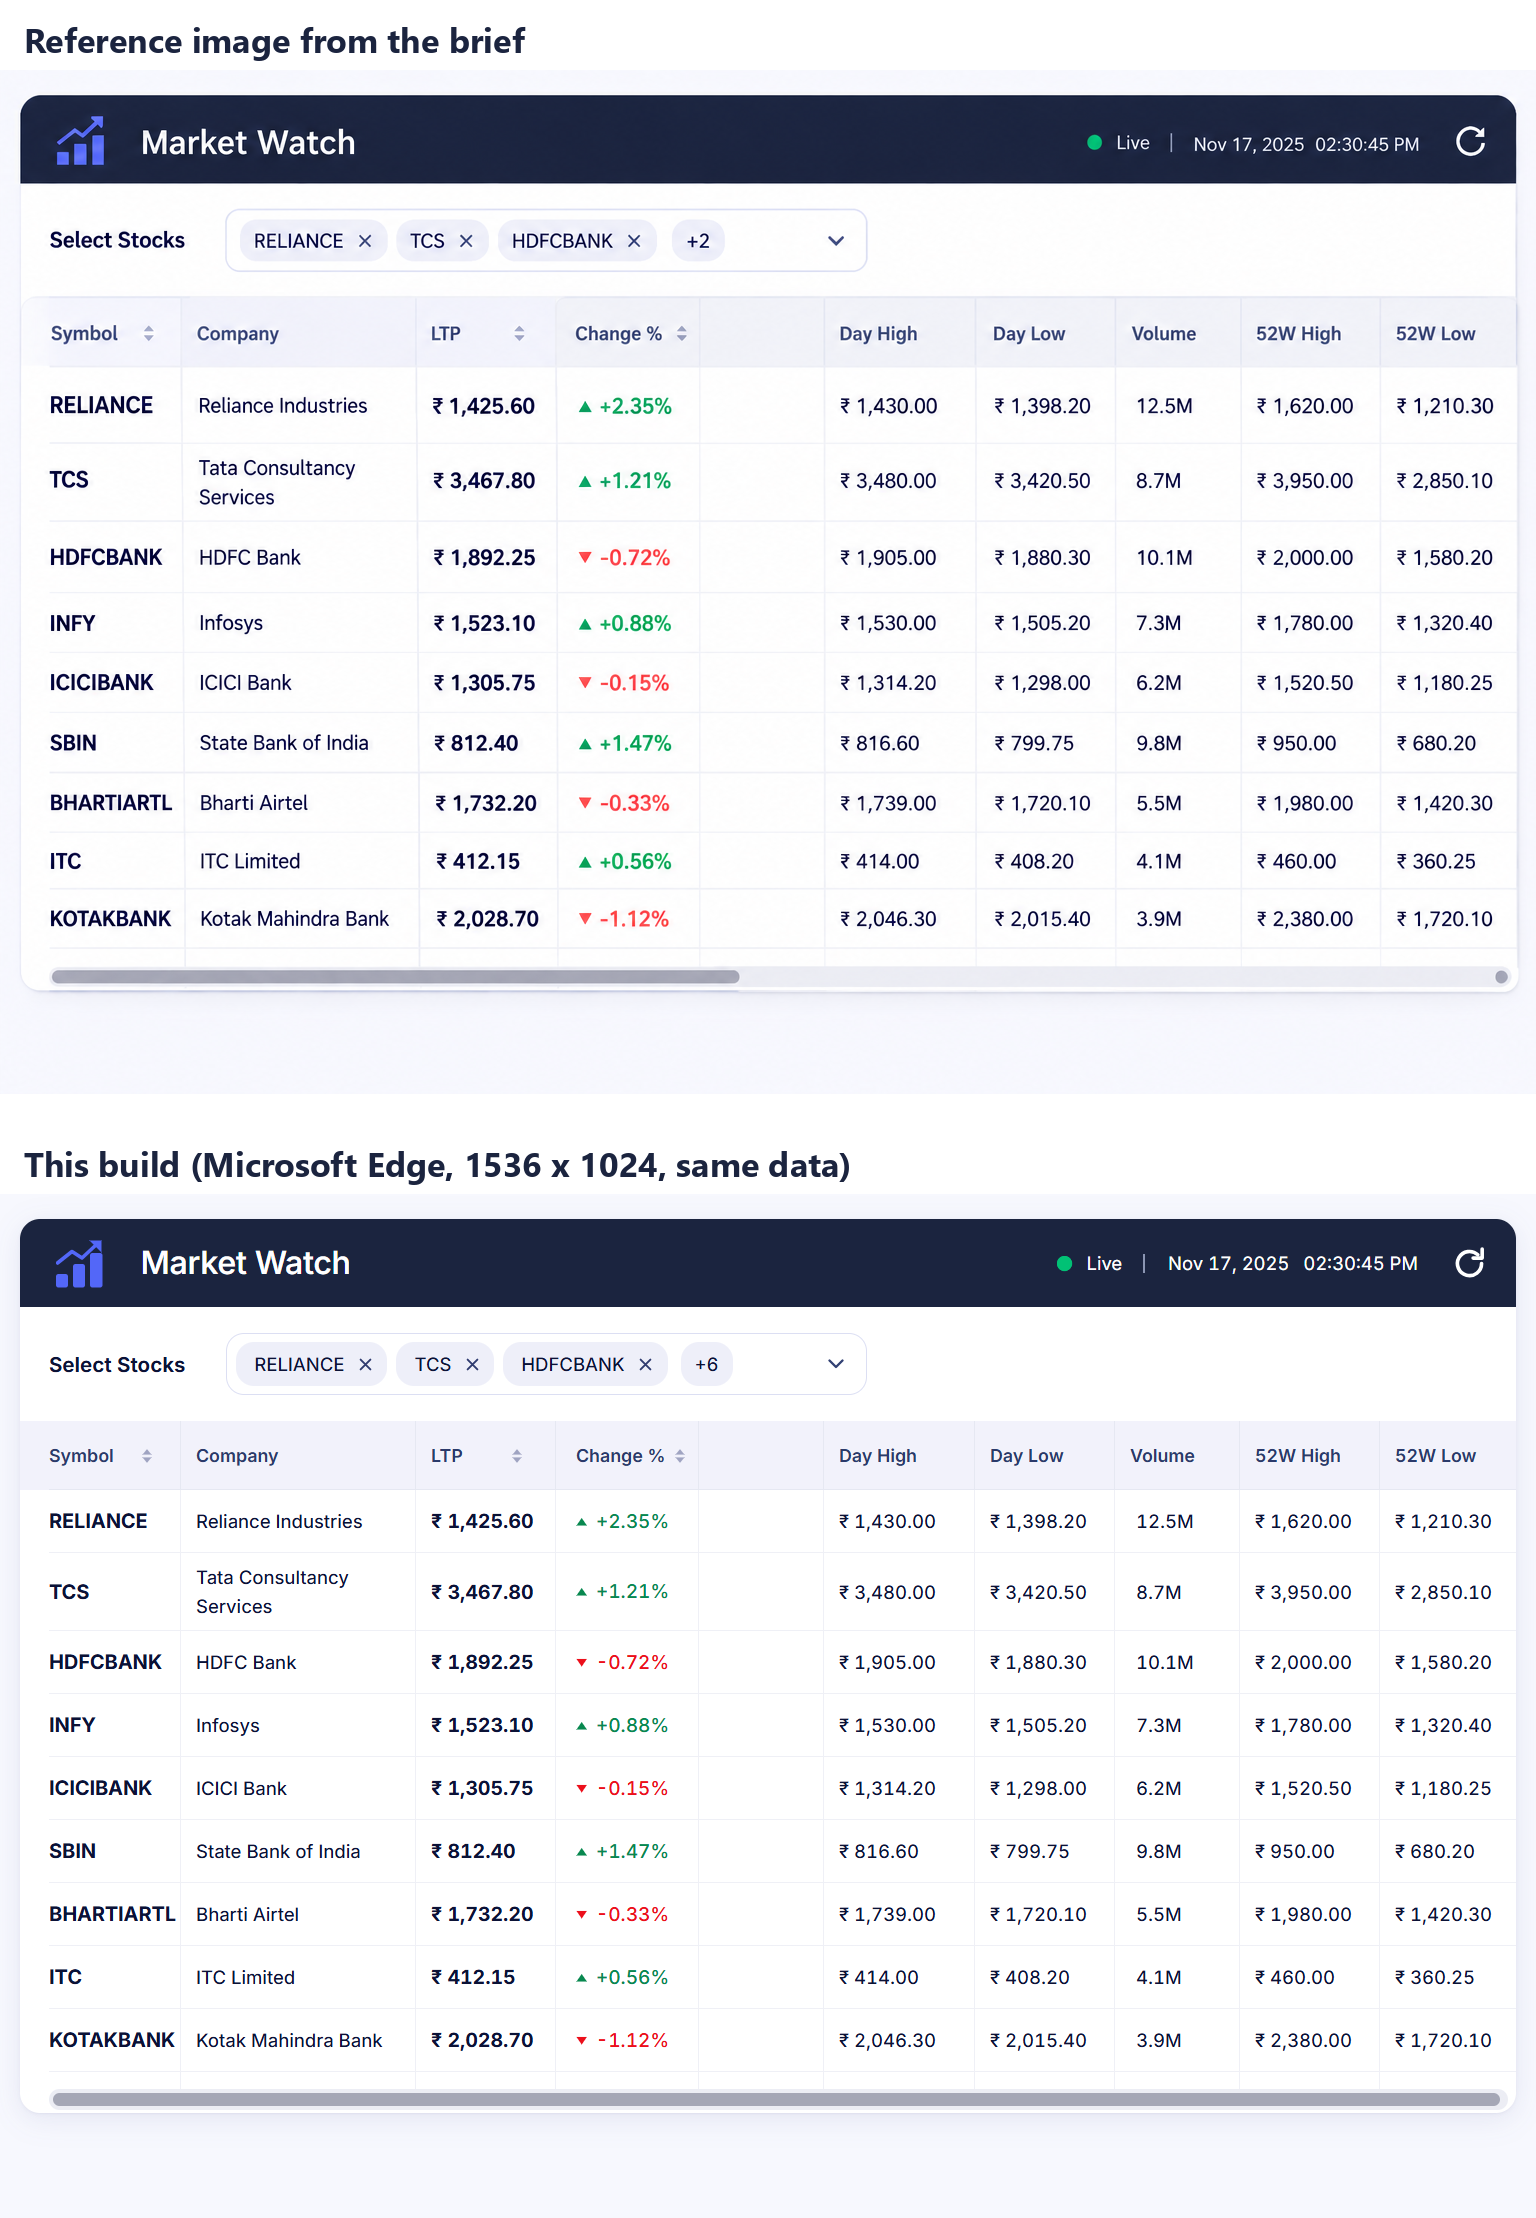 Reference image from the brief
Market Watch Live | Nov 17, 2025 02:30:45 PM
Select Stocks RELIANCE × TCS × HDFCBANK × +2
Symbol Company LTP Change % Day High Day Low Volume 52W High 52W Low
RELIANCE Reliance Industries ₹ 1,425.60 ▲ +2.35% ₹ 1,430.00 ₹ 1,398.20 12.5M ₹ 1,620.00 ₹ 1,210.30
TCS Tata Consultancy Services ₹ 3,467.80 ▲ +1.21% ₹ 3,480.00 ₹ 3,420.50 8.7M ₹ 3,950.00 ₹ 2,850.10
HDFCBANK HDFC Bank ₹ 1,892.25 ▼ -0.72% ₹ 1,905.00 ₹ 1,880.30 10.1M ₹ 2,000.00 ₹ 1,580.20
INFY Infosys ₹ 1,523.10 ▲ +0.88% ₹ 1,530.00 ₹ 1,505.20 7.3M ₹ 1,780.00 ₹ 1,320.40
ICICIBANK ICICI Bank ₹ 1,305.75 ▼ -0.15% ₹ 1,314.20 ₹ 1,298.00 6.2M ₹ 1,520.50 ₹ 1,180.25
SBIN State Bank of India ₹ 812.40 ▲ +1.47% ₹ 816.60 ₹ 799.75 9.8M ₹ 950.00 ₹ 680.20
BHARTIARTL Bharti Airtel ₹ 1,732.20 ▼ -0.33% ₹ 1,739.00 ₹ 1,720.10 5.5M ₹ 1,980.00 ₹ 1,420.30
ITC ITC Limited ₹ 412.15 ▲ +0.56% ₹ 414.00 ₹ 408.20 4.1M ₹ 460.00 ₹ 360.25
KOTAKBANK Kotak Mahindra Bank ₹ 2,028.70 ▼ -1.12% ₹ 2,046.30 ₹ 2,015.40 3.9M ₹ 2,380.00 ₹ 1,720.10
This build (Microsoft Edge, 1536 x 1024, same data)
Market Watch Live | Nov 17, 2025 02:30:45 PM
Select Stocks RELIANCE × TCS × HDFCBANK × +6
Symbol Company LTP Change % Day High Day Low Volume 52W High 52W Low
RELIANCE Reliance Industries ₹ 1,425.60 ▲ +2.35% ₹ 1,430.00 ₹ 1,398.20 12.5M ₹ 1,620.00 ₹ 1,210.30
TCS Tata Consultancy Services ₹ 3,467.80 ▲ +1.21% ₹ 3,480.00 ₹ 3,420.50 8.7M ₹ 3,950.00 ₹ 2,850.10
HDFCBANK HDFC Bank ₹ 1,892.25 ▼ -0.72% ₹ 1,905.00 ₹ 1,880.30 10.1M ₹ 2,000.00 ₹ 1,580.20
INFY Infosys ₹ 1,523.10 ▲ +0.88% ₹ 1,530.00 ₹ 1,505.20 7.3M ₹ 1,780.00 ₹ 1,320.40
ICICIBANK ICICI Bank ₹ 1,305.75 ▼ -0.15% ₹ 1,314.20 ₹ 1,298.00 6.2M ₹ 1,520.50 ₹ 1,180.25
SBIN State Bank of India ₹ 812.40 ▲ +1.47% ₹ 816.60 ₹ 799.75 9.8M ₹ 950.00 ₹ 680.20
BHARTIARTL Bharti Airtel ₹ 1,732.20 ▼ -0.33% ₹ 1,739.00 ₹ 1,720.10 5.5M ₹ 1,980.00 ₹ 1,420.30
ITC ITC Limited ₹ 412.15 ▲ +0.56% ₹ 414.00 ₹ 408.20 4.1M ₹ 460.00 ₹ 360.25
KOTAKBANK Kotak Mahindra Bank ₹ 2,028.70 ▼ -1.12% ₹ 2,046.30 ₹ 2,015.40 3.9M ₹ 2,380.00 ₹ 1,720.10